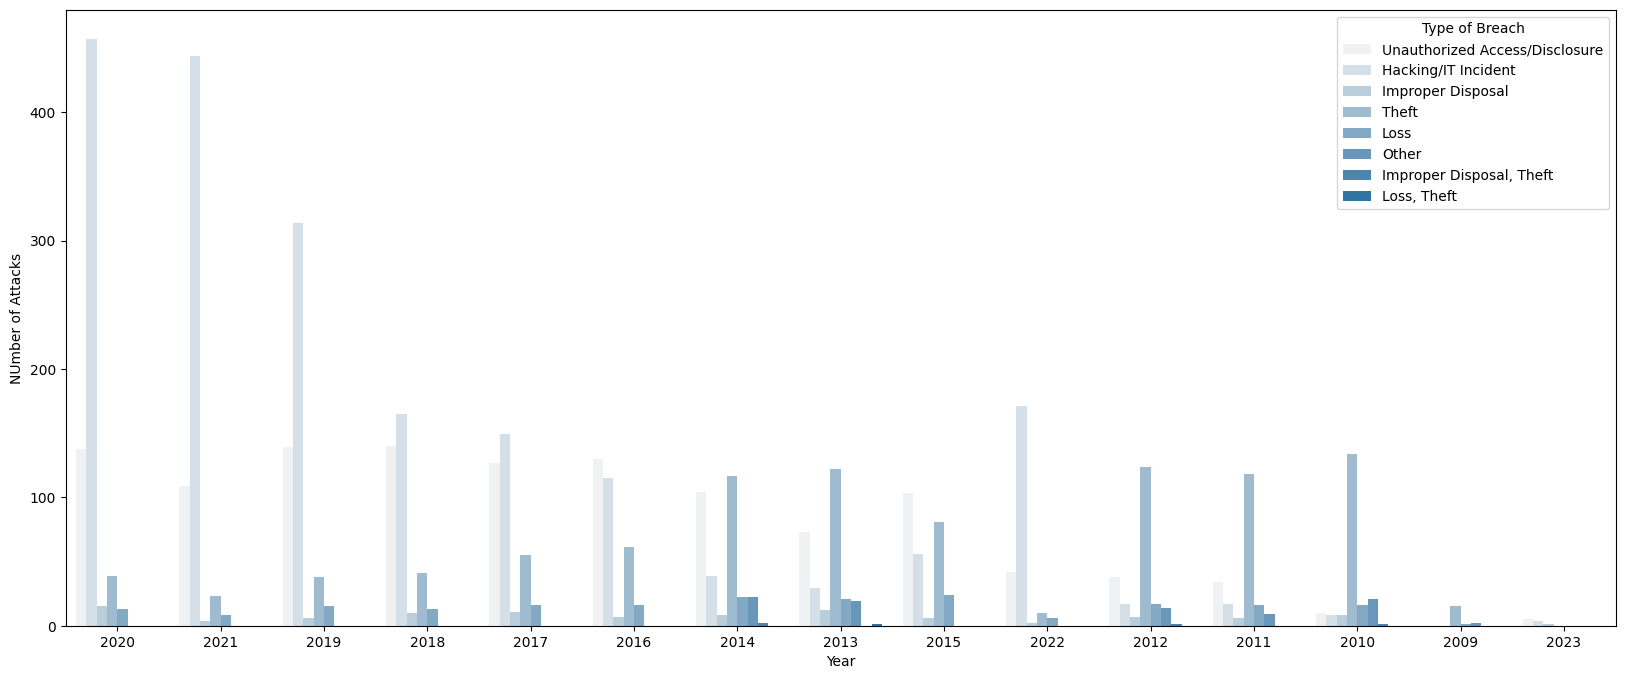 Type of Breach
Unauthorized Access/Disclosure
Hacking/IT Incident
Improper Disposal
Theft
Loss
Other
Improper Disposal, Theft
Loss, Theft
400
300
200
100
0
NUmber of Attacks
2020 2021 2019 2018 2017 2016 2014 2013 2015 2022 2012 2011 2010 2009 2023
Year